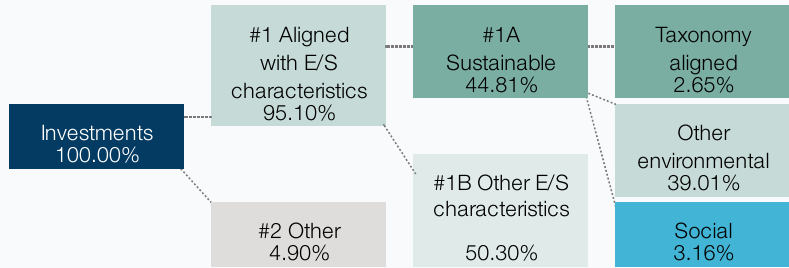 Investments
100.00%
#1 Aligned
with E/S
characteristics
95.10%
#2 Other
4.90%
#1A
Sustainable
44.81%
#1B Other E/S
characteristics
50.30%
Taxonomy
aligned
2.65%
Other
environmental
39.01%
Social
3.16%